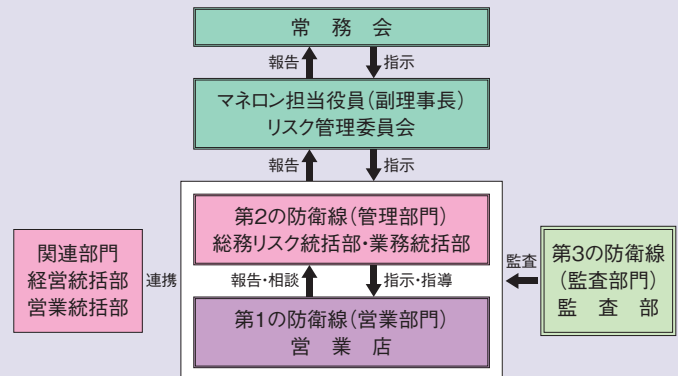 常務会
報告
指示
マネロン担当役員(副理事長)
リスク管理委員会
報告
指示
第2の防衛線(管理部門)
総務リスク統括部・業務統括部
関連部門
経営統括部
営業統括部
連携
報告・相談
指示・指導
監査
第3の防衛線
(監査部門)
監査部
第1の防衛線(営業部門)
営業店